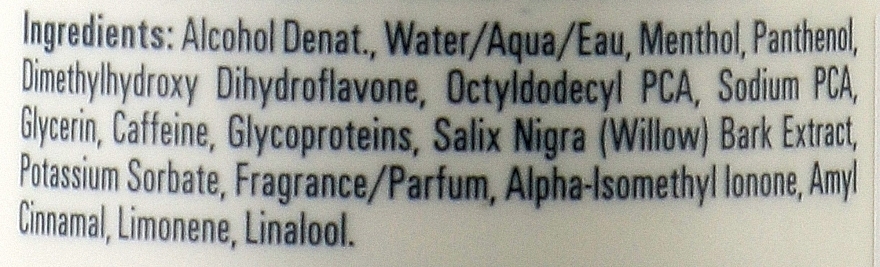 Ingredients: Alcohol Denat., Water/Aqua/Eau, Menthol, Panthenol,
Dimethylhydroxy Dihydroflavone, Octyldodecyl PCA, Sodium PCA,
Glycerin, Caffeine, Glycoproteins, Salix Nigra (Willow) Bark Extract,
Potassium Sorbate, Fragrance/Parfum, Alpha-Isomethyl Ionone, Amyl
Cinnamal, Limonene, Linalool.